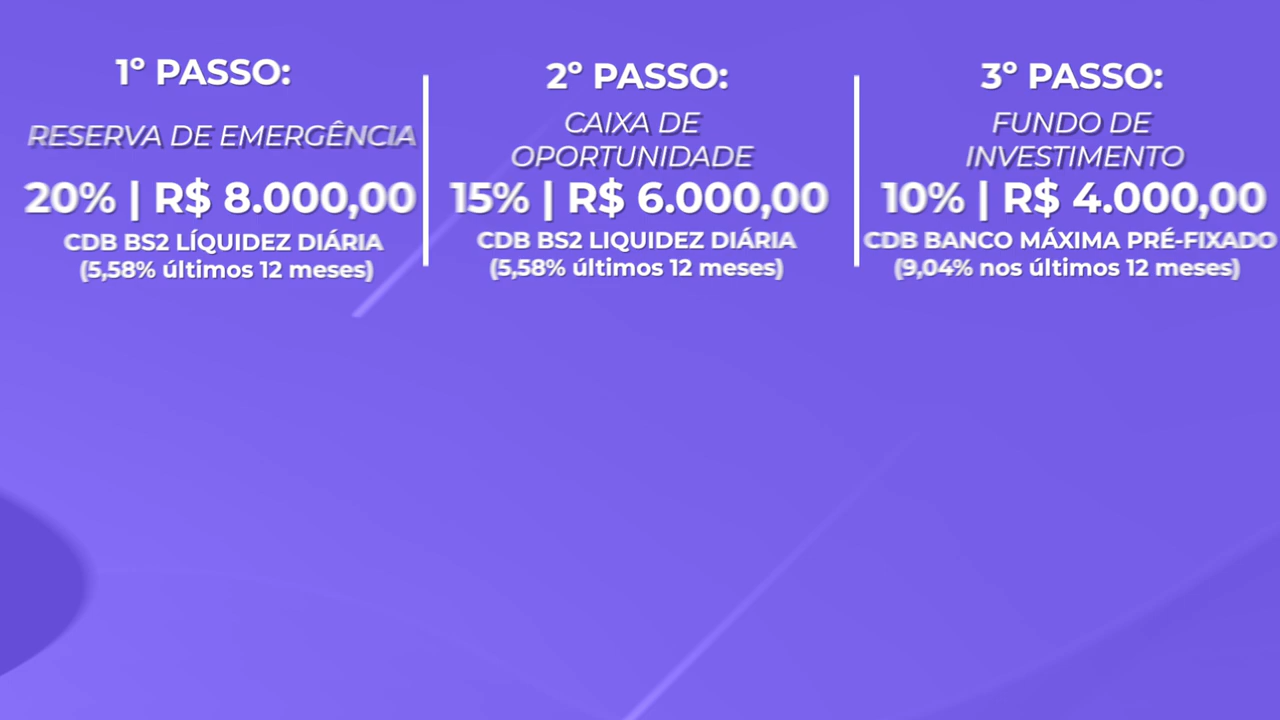 1º PASSO:
RESERVA DE EMERGÊNCIA
20% | R$ 8.000,00
CDB BS2 LÍQUIDEZ DIÁRIA
(5,58% últimos 12 meses)
2º PASSO:
CAIXA DE
OPORTUNIDADE
15% | R$ 6.000,00
CDB BS2 LIQUIDEZ DIÁRIA
(5,58% últimos 12 meses)
3º PASSO:
FUNDO DE
INVESTIMENTO
10% | R$ 4.000,00
CDB BANCO MÁXIMA PRÉ-FIXADO
(9,04% nos últimos 12 meses)